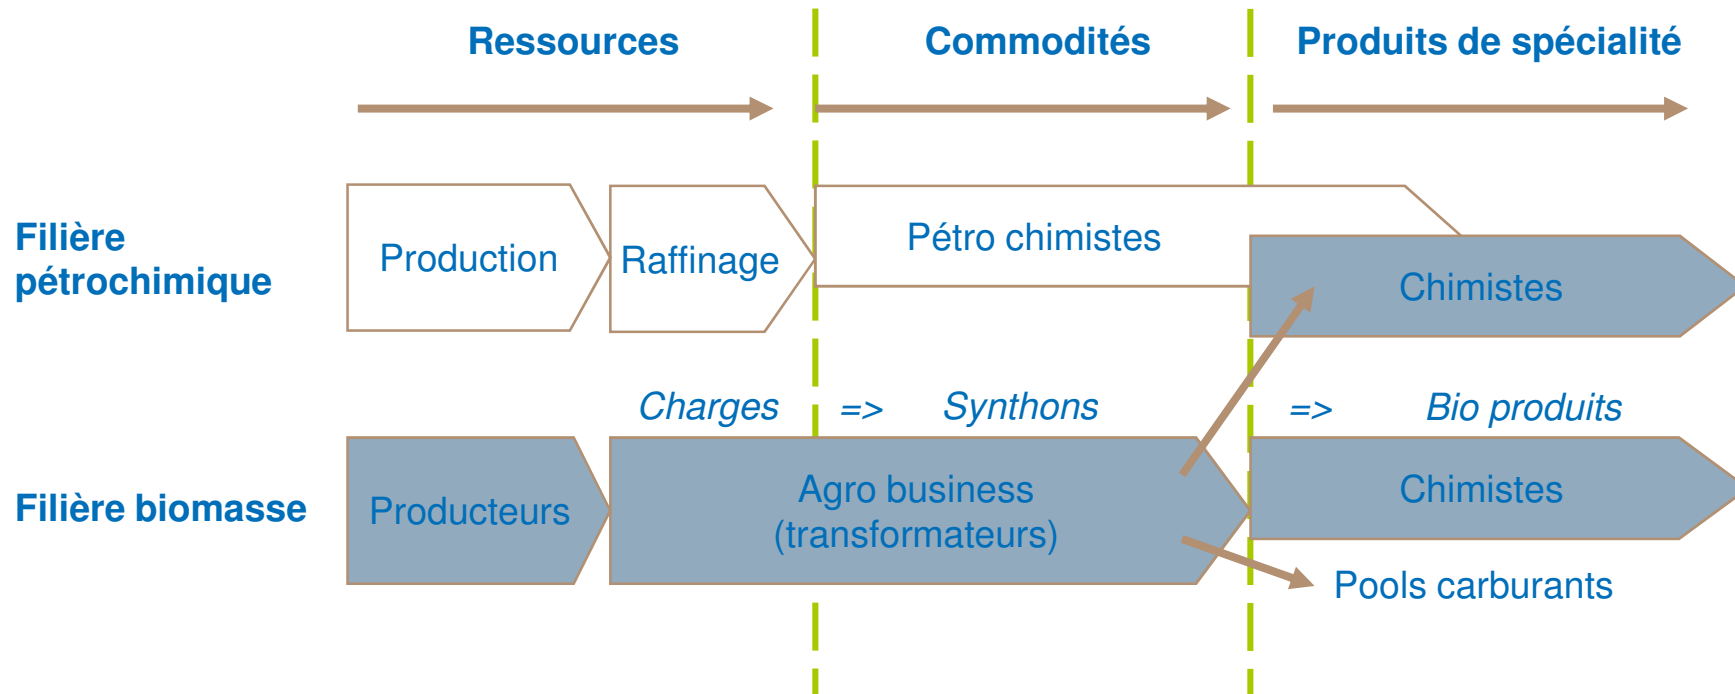 Ressources
Commodités
Produits de spécialité
Filière
pétrochimique
Production
Raffinage
Pétro chimistes
Chimistes
Charges => Synthons => Bio produits
Filière biomasse
Producteurs
Agro business
(transformateurs)
Chimistes
Pools carburants